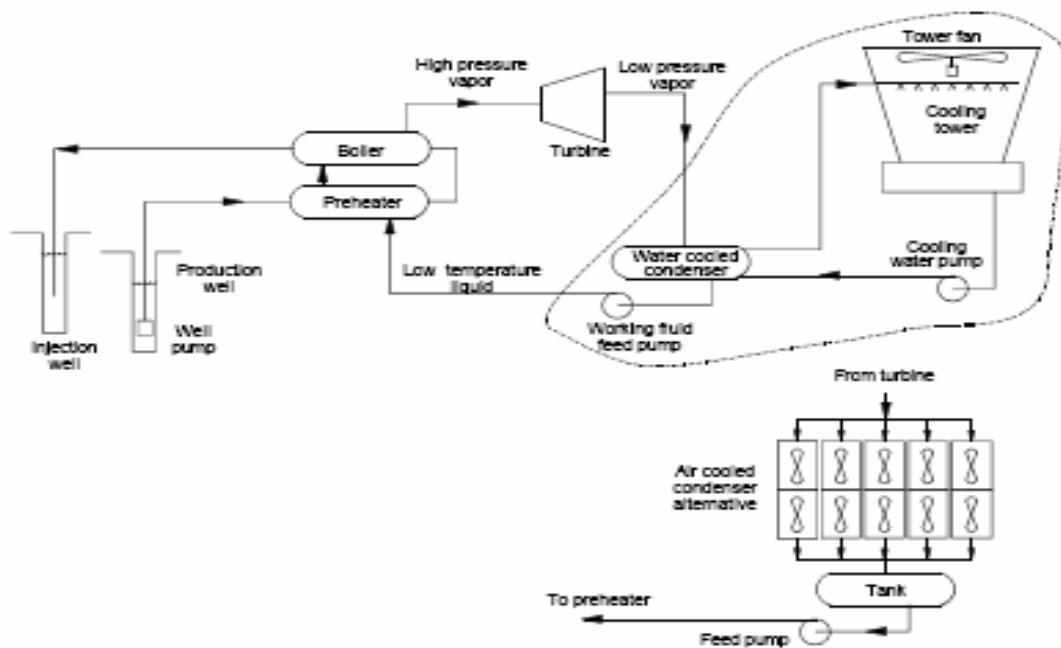 Tower fan
High pressure
vapor
Low pressure
vapor
Cooling
tower
Turbine
Boiler
Preheater
Water cooled
condenser
Cooling
water pump
Low temperature
liquid
Production
well
Working fluid
feed pump
Well
pump
Injection
well
From turbine
Air cooled
condenser
alternative
Tank
To preheater
Feed pump